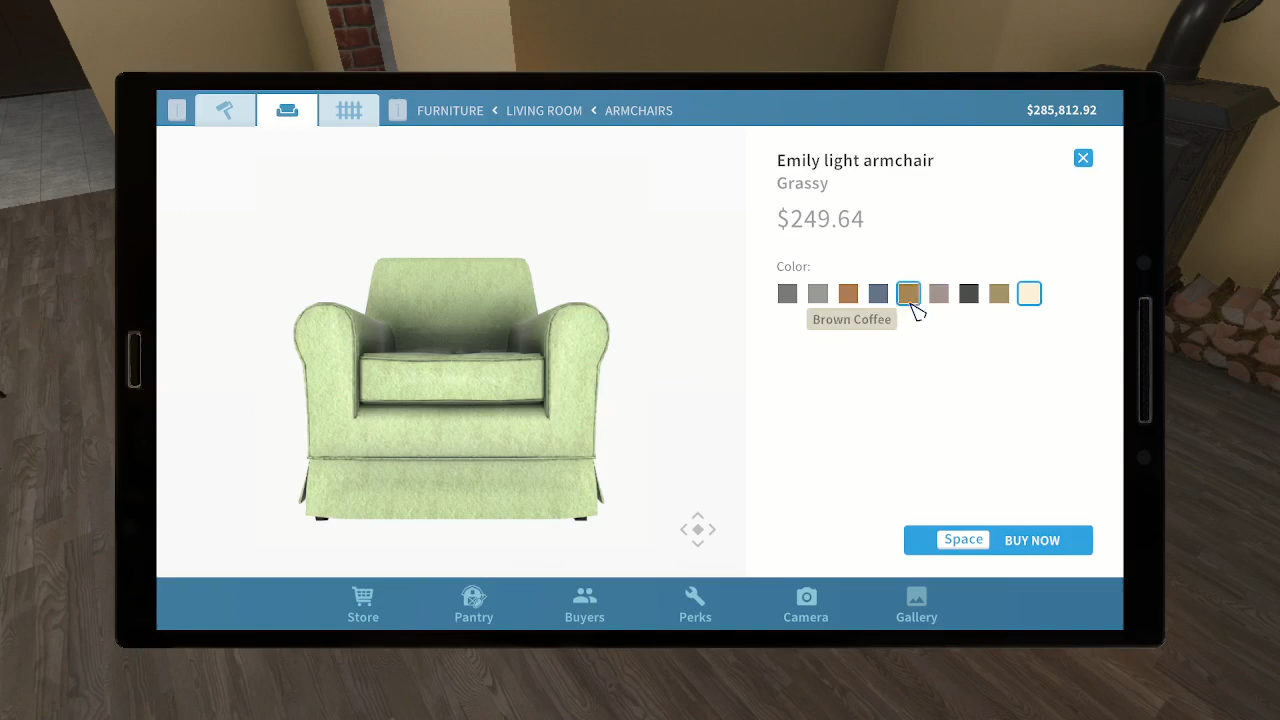 FURNITURE < LIVING ROOM < ARMCHAIRS
$285,812.92
Emily light armchair
Grassy
$249.64
Color:
Brown Coffee
Space BUY NOW
Store Pantry Buyers Perks Camera Gallery